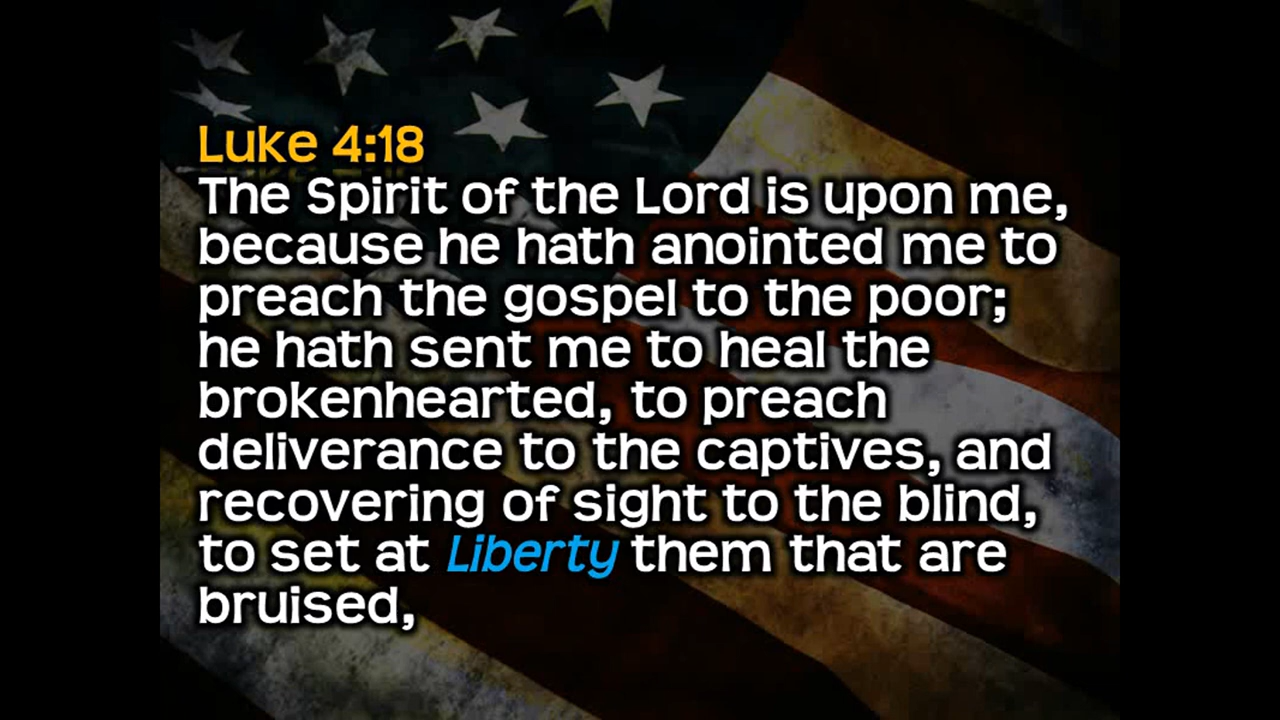 Luke 4:18
The Spirit of the Lord is upon me,
because he hath anointed me to
preach the gospel to the poor;
he hath sent me to heal the
brokenhearted, to preach
deliverance to the captives, and
recovering of sight to the blind,
to set at Liberty them that are
bruised,